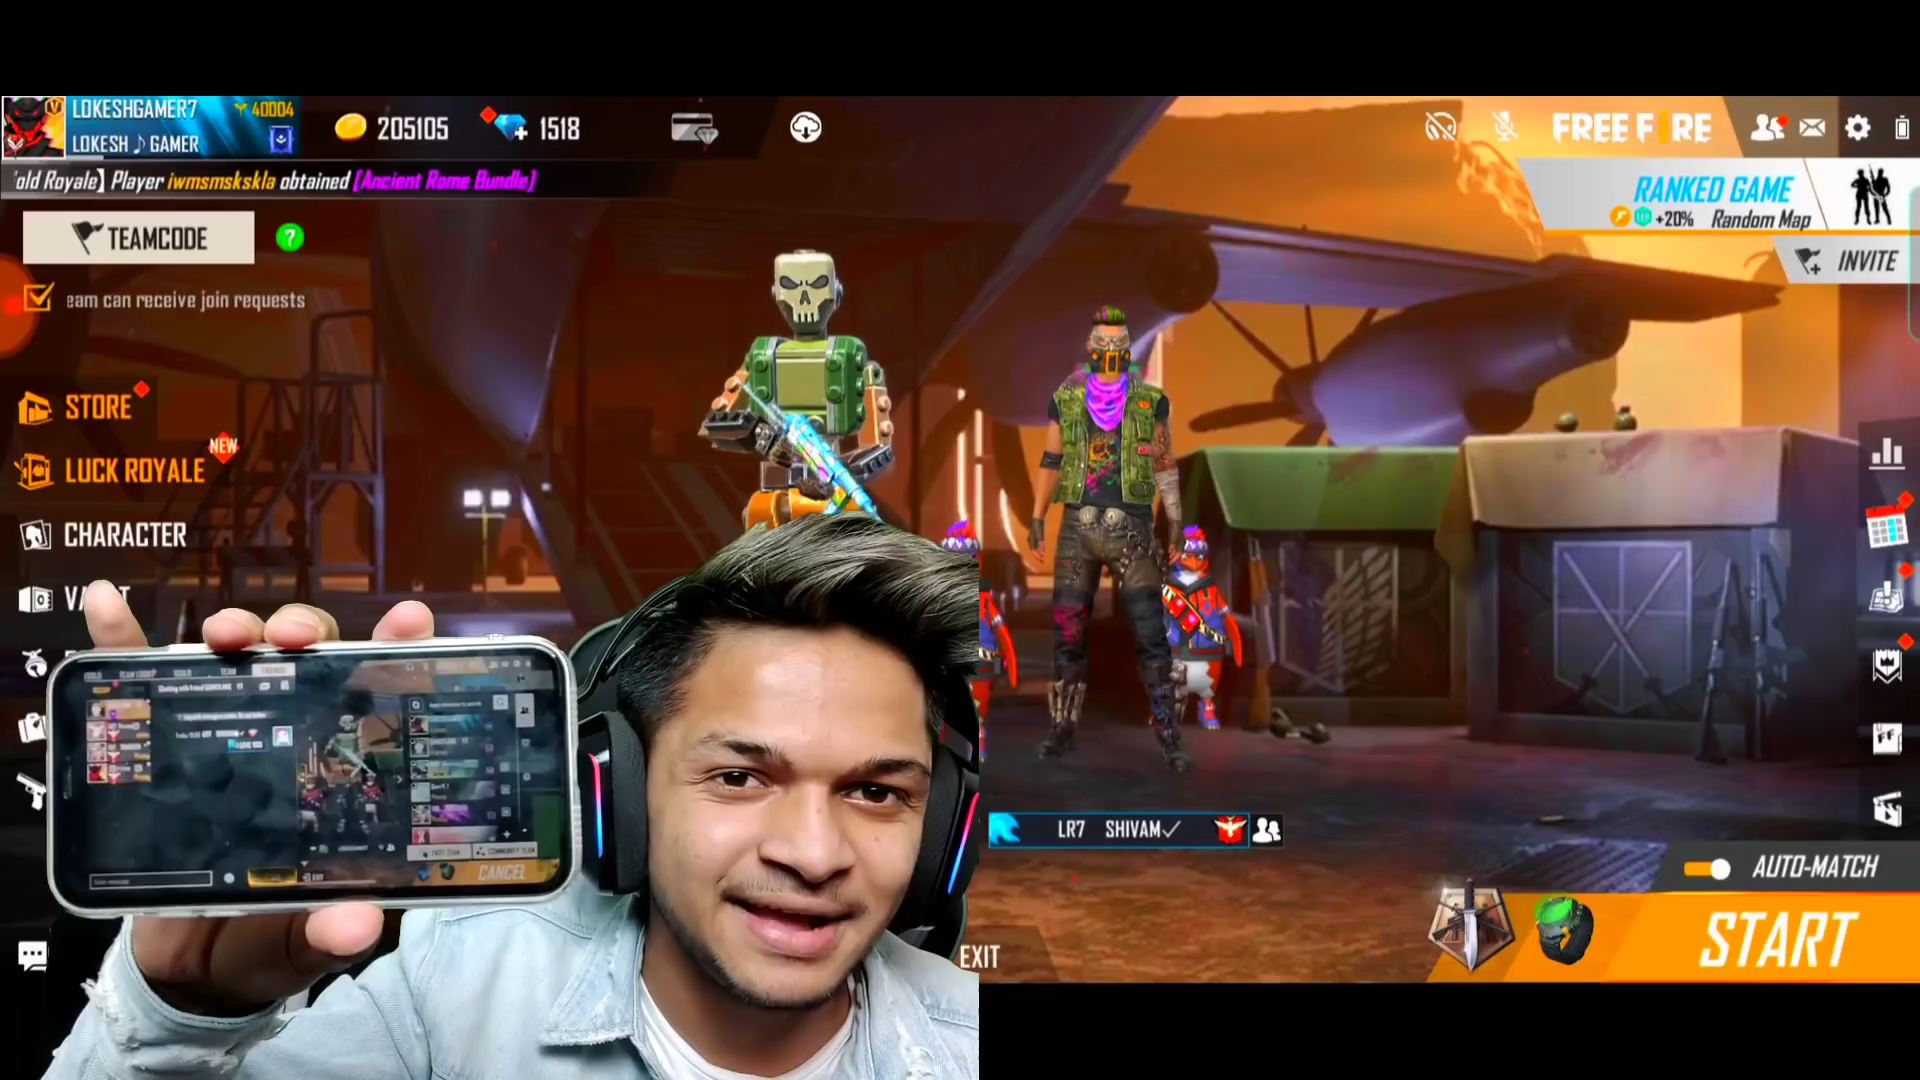 LOKESHGAMER7 40004
LOKESH ♪ GAMER
205105
1518
FREE FIRE
'old Royale] Player iwmsmskskla obtained [Ancient Rome Bundle]
RANKED GAME
+20% Random Map
TEAMCODE
?
INVITE
eam can receive join requests
STORE
NEW
LUCK ROYALE
CHARACTER
CANCEL
EXIT
LR7 SHIVAM✓
AUTO-MATCH
EXIT
START